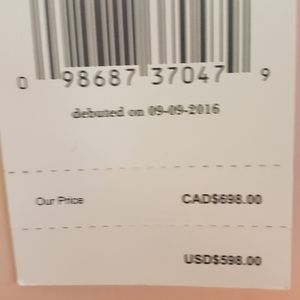 0 98687 37047 9
debuted on 09-09-2016
Our Price CAD$698.00
USD$598.00